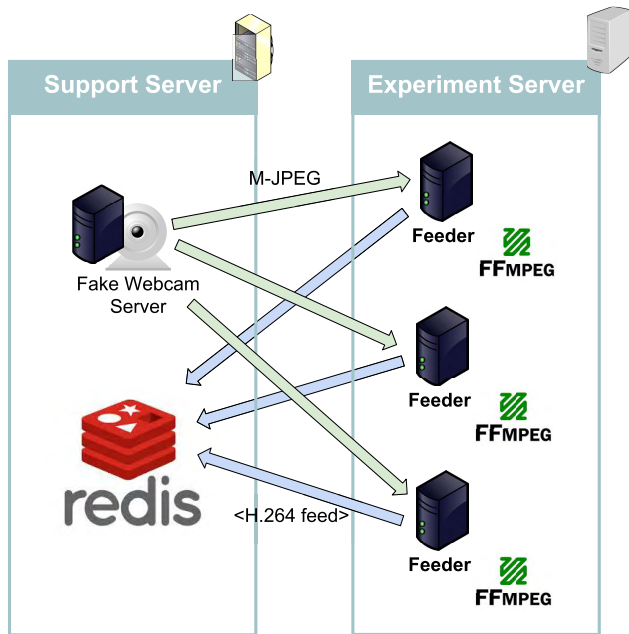 Support Server
Experiment Server
M-JPEG
Feeder
FFMPEG
Fake Webcam
Server
Feeder
FFMPEG
redis
<H.264 feed>
Feeder
FFMPEG